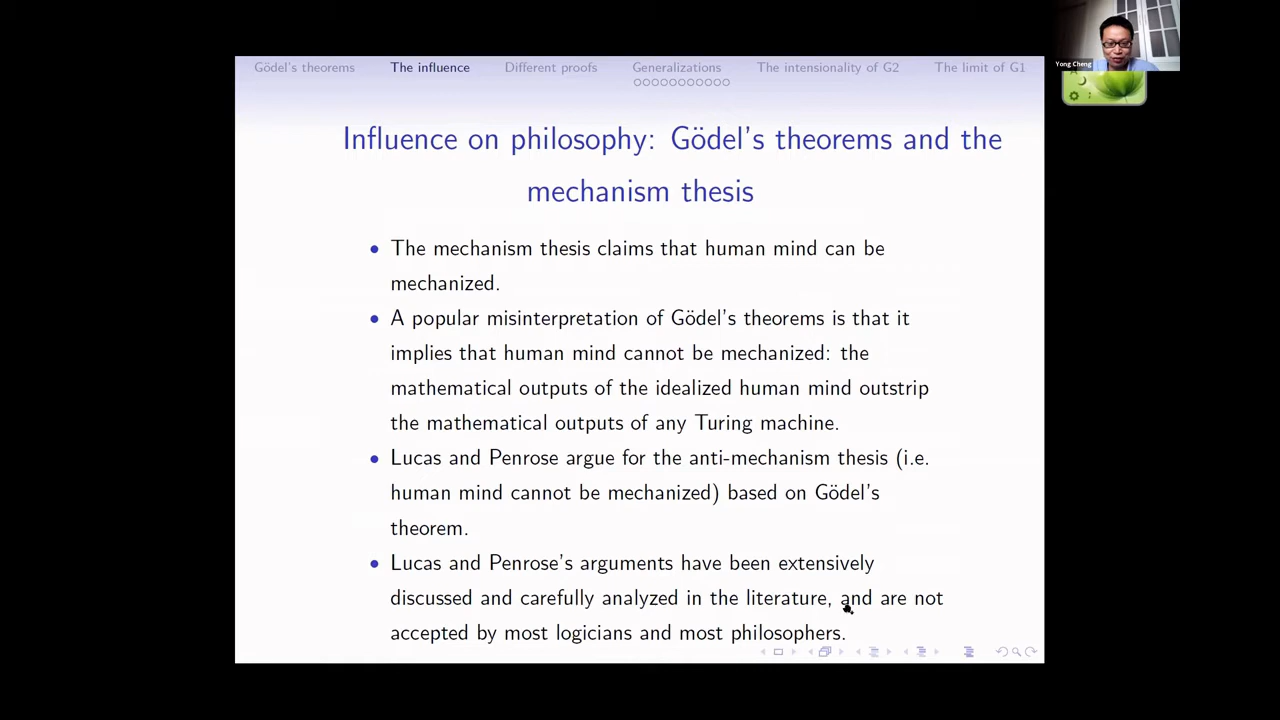 Gödel's theorems The influence Different proofs Generalizations The intensionality of G2 The limit of G1
Yong Cheng
Influence on philosophy: Gödel's theorems and the
mechanism thesis
• The mechanism thesis claims that human mind can be
mechanized.
• A popular misinterpretation of Gödel's theorems is that it
implies that human mind cannot be mechanized: the
mathematical outputs of the idealized human mind outstrip
the mathematical outputs of any Turing machine.
• Lucas and Penrose argue for the anti-mechanism thesis (i.e.
human mind cannot be mechanized) based on Gödel's
theorem.
• Lucas and Penrose's arguments have been extensively
discussed and carefully analyzed in the literature, and are not
accepted by most logicians and most philosophers.